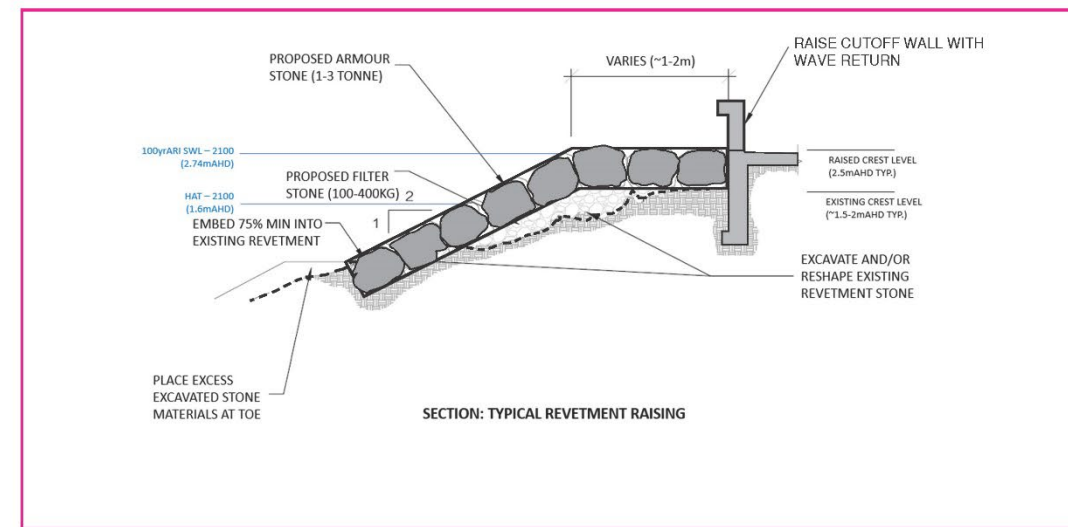 RAISE CUTOFF WALL WITH
WAVE RETURN
PROPOSED ARMOUR
STONE (1-3 TONNE)
VARIES (~1-2m)
100yrARI SWL – 2100
(2.74mAHD)
PROPOSED FILTER
STONE (100-400KG)
RAISED CREST LEVEL
(2.5mAHD TYP.)
HAT – 2100
(1.6mAHD)
2
1
EXISTING CREST LEVEL
(~1.5-2mAHD TYP.)
EMBED 75% MIN INTO
EXISTING REVETMENT
EXCAVATE AND/OR
RESHAPE EXISTING
REVETMENT STONE
PLACE EXCESS
EXCAVATED STONE
MATERIALS AT TOE
SECTION: TYPICAL REVETMENT RAISING